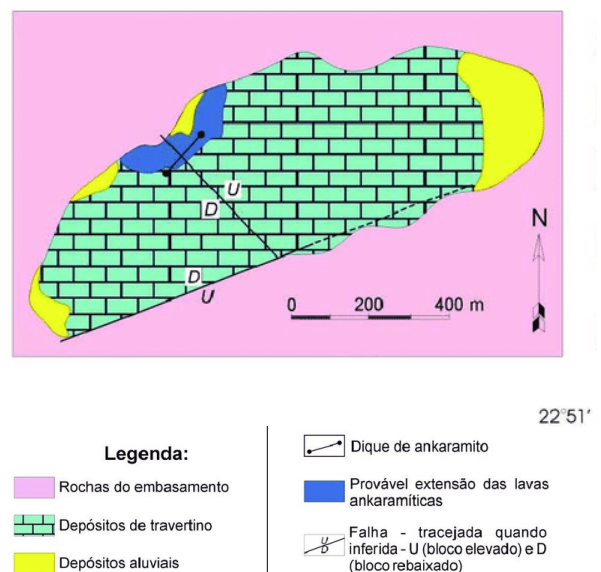 U
D
D
U
N
0 200 400 m
22°51'
Legenda:
Rochas do embasamento
Depósitos de travertino
Depósitos aluviais
Dique de ankaramito
Provável extensão das lavas
ankaramíticas
U
D
Falha - tracejada quando
inferida - U (bloco elevado) e D
(bloco rebaixado)